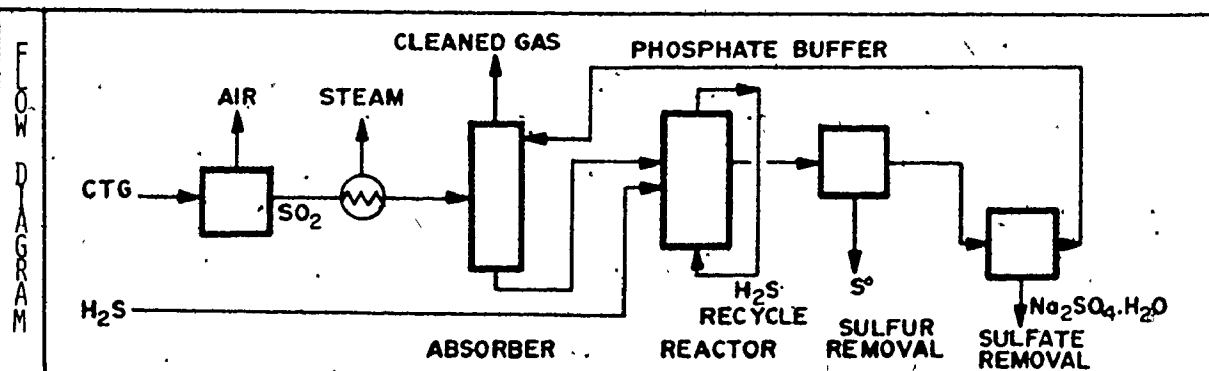 FLOW DIAGRAM
CLEANED GAS
PHOSPHATE BUFFER
AIR
STEAM
CTG
SO₂
H₂S
H₂S
RECYCLE
S°
Na₂SO₄.H₂O
ABSORBER
REACTOR
SULFUR
REMOVAL
SULFATE
REMOVAL